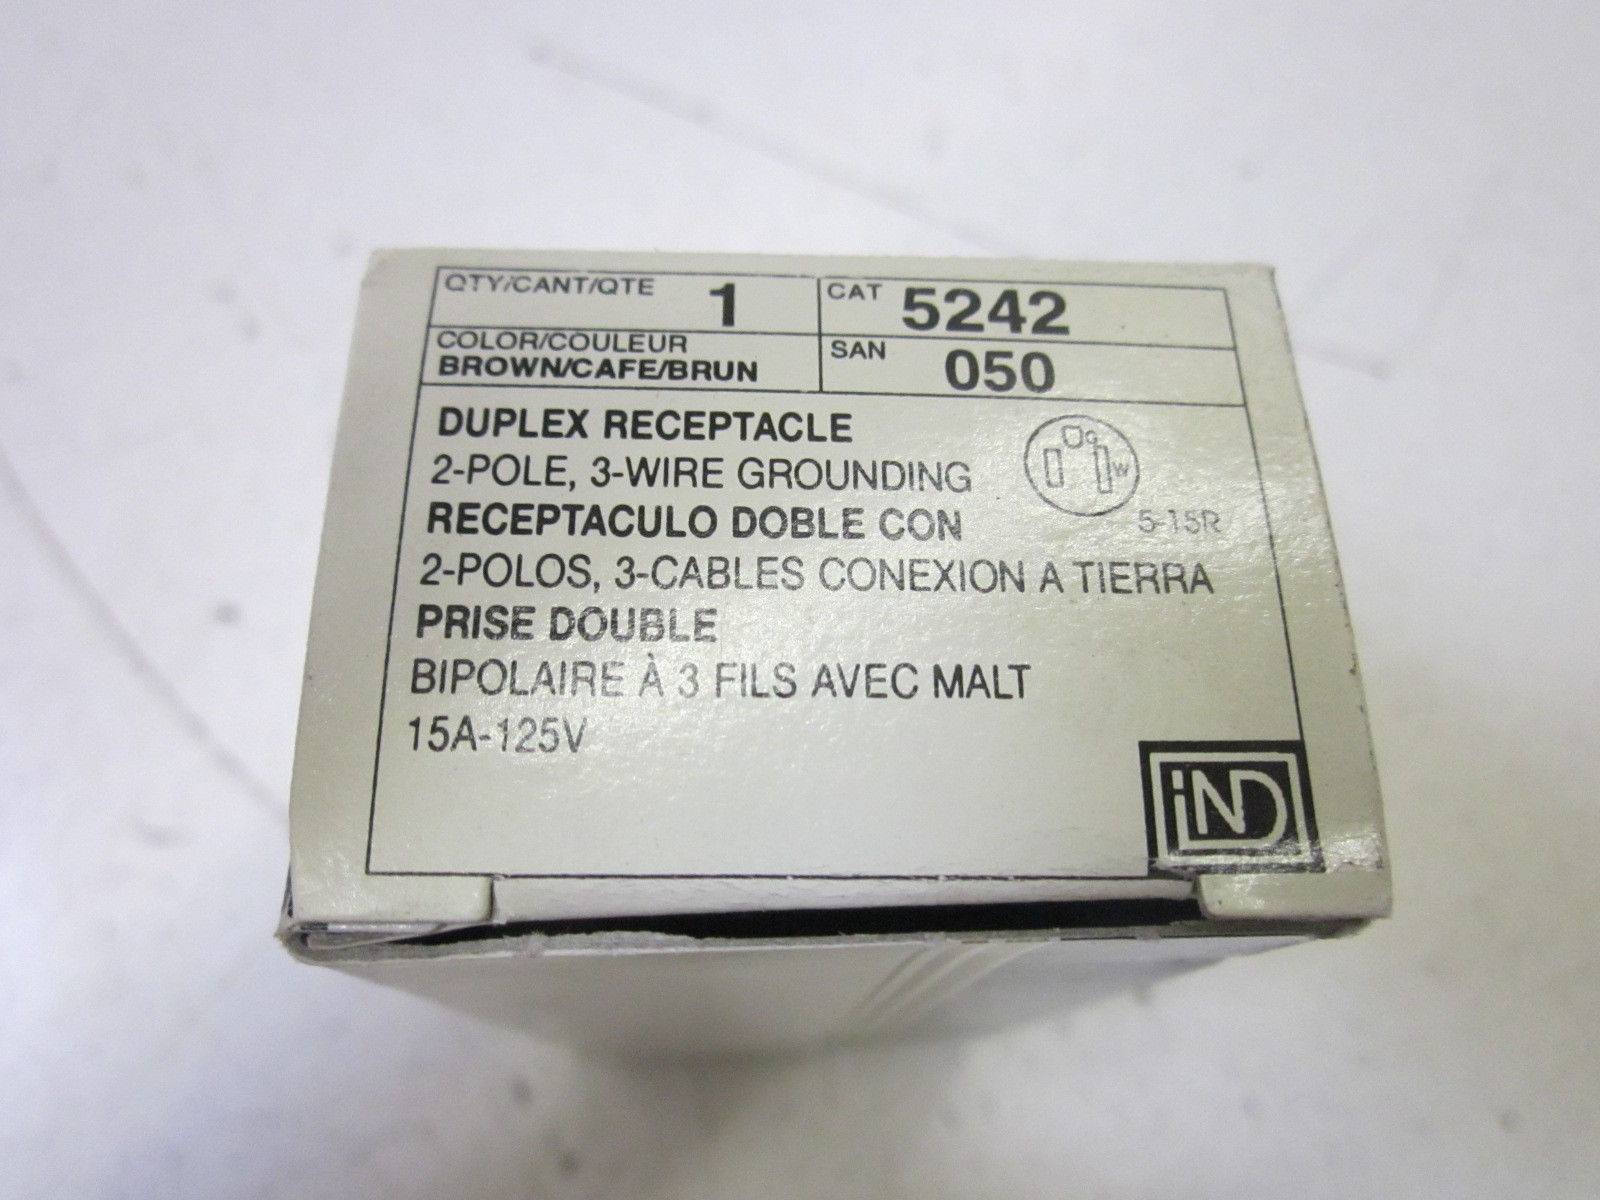 QTY/CANT/QTE 1
CAT 5242
COLOR/COULEUR
BROWN/CAFE/BRUN
SAN 050
DUPLEX RECEPTACLE
2-POLE, 3-WIRE GROUNDING
G
W
5-15R
RECEPTACULO DOBLE CON
2-POLOS, 3-CABLES CONEXION A TIERRA
PRISE DOUBLE
BIPOLAIRE À 3 FILS AVEC MALT
15A-125V
iND